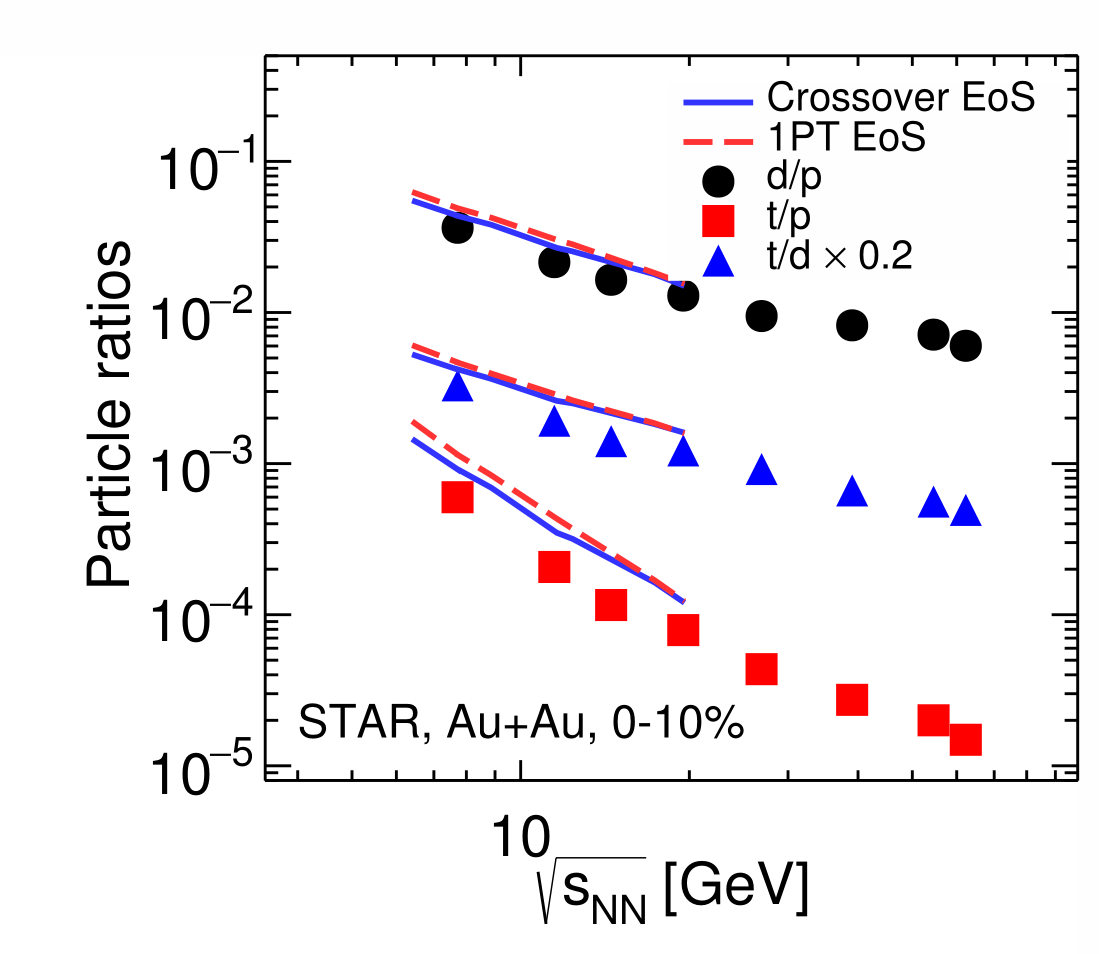 Crossover EoS
1PT EoS
d/p
t/p
t/d × 0.2
10⁻¹
10⁻²
10⁻³
10⁻⁴
10⁻⁵
Particle ratios
STAR, Au+Au, 0-10%
10
√s_NN [GeV]